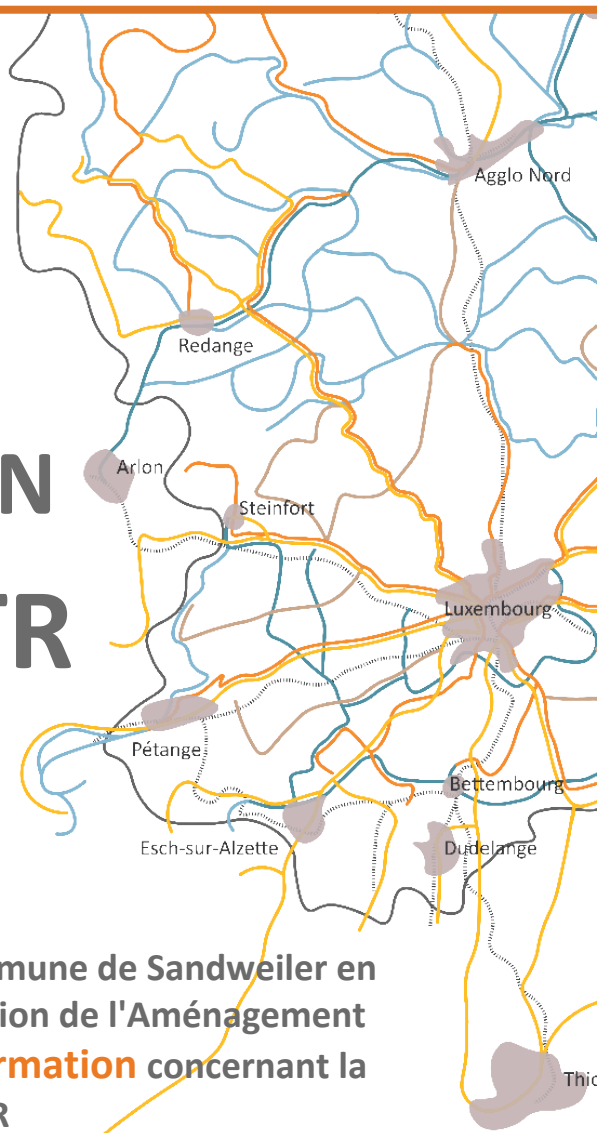 Agglo Nord
Redange
N
Arlon
Steinfort
TR
Luxembourg
Pétange
Bettembourg
Esch-sur-Alzette
Dudelange
mune de Sandweiler en
ion de l'Aménagement
rmation concernant la
R
Thio